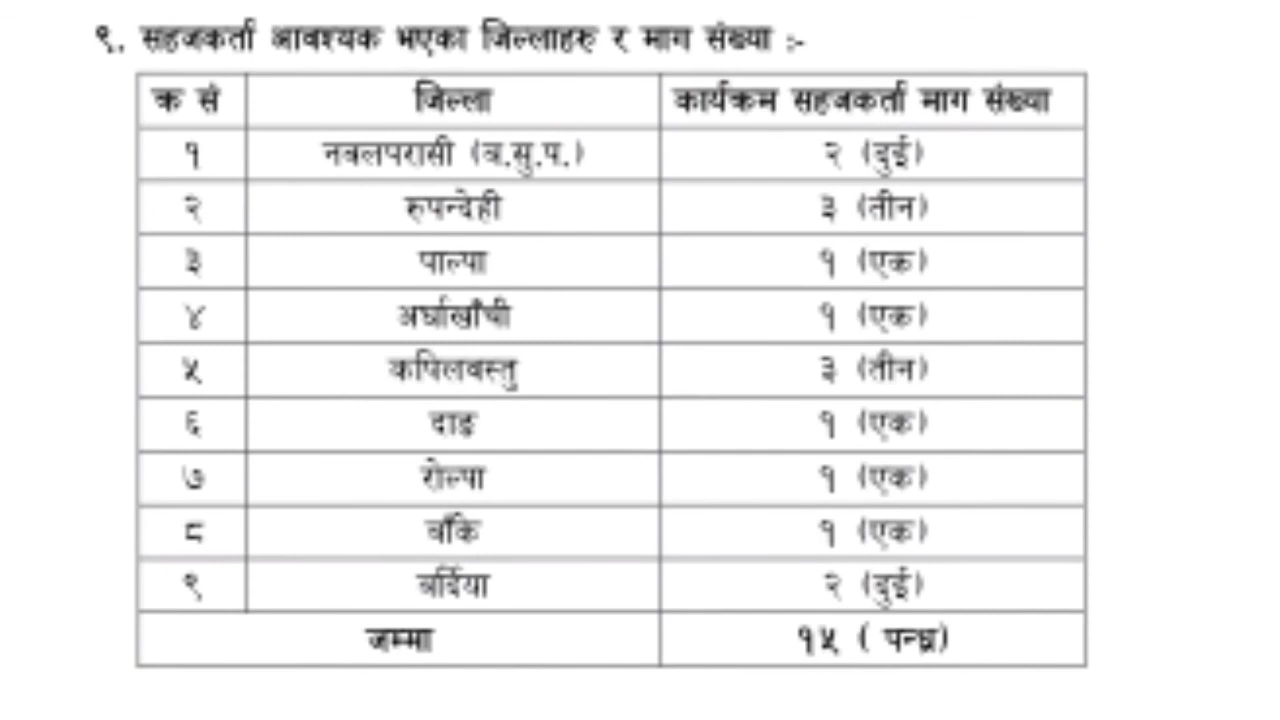 ९. सहजकर्ता आवश्यक भएका जिल्लाहरु र माग संख्या :-
क सं जिल्ला कार्यक्रम सहजकर्ता माग संख्या
१ नवलपरासी (ब.सु.प.) २ (दुई)
२ रुपन्देही ३ (तीन)
३ पाल्पा १ (एक)
४ अर्घाखाँची १ (एक)
५ कपिलवस्तु ३ (तीन)
६ दाङ १ (एक)
७ रोल्पा १ (एक)
८ बाँके १ (एक)
९ बर्दिया २ (दुई)
जम्मा १५ ( पन्ध्र)